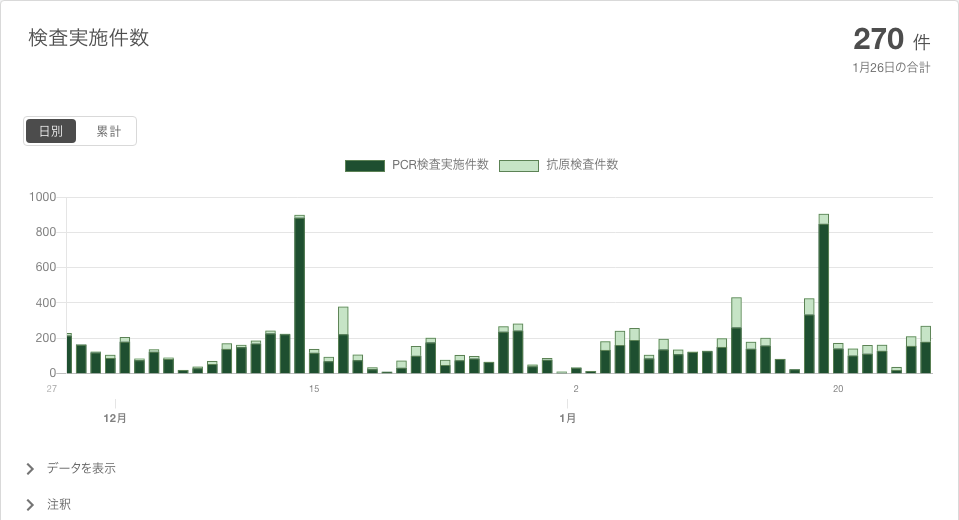 検査実施件数
270 件
1月26日の合計
日別
累計
PCR検査実施件数
抗原検査件数
1000
800
600
400
200
0
27
15
2
20
12月
1月
データを表示
注釈